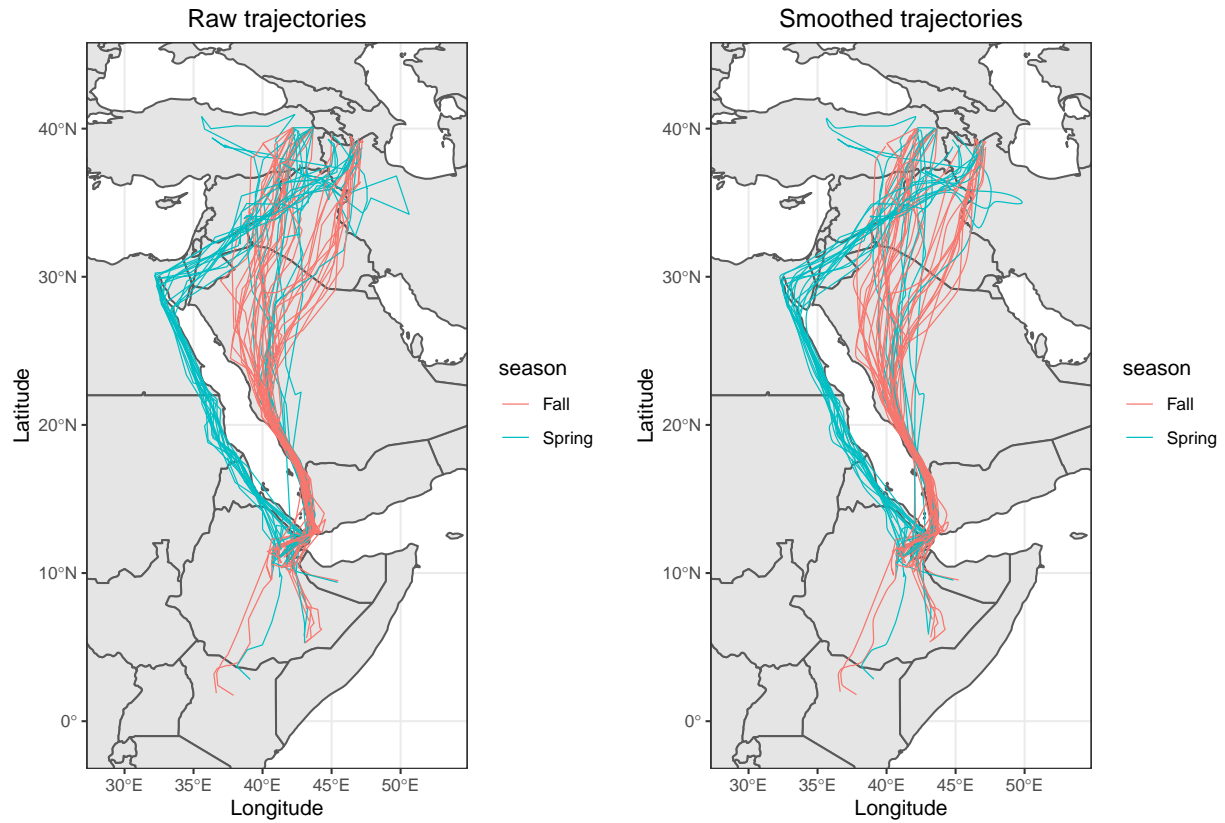 Raw trajectories
40°N
30°N
20°N
10°N
0°
Latitude
30°E 35°E 40°E 45°E 50°E
Longitude
season
Fall
Spring
Smoothed trajectories
40°N
30°N
20°N
10°N
0°
Latitude
30°E 35°E 40°E 45°E 50°E
Longitude
season
Fall
Spring